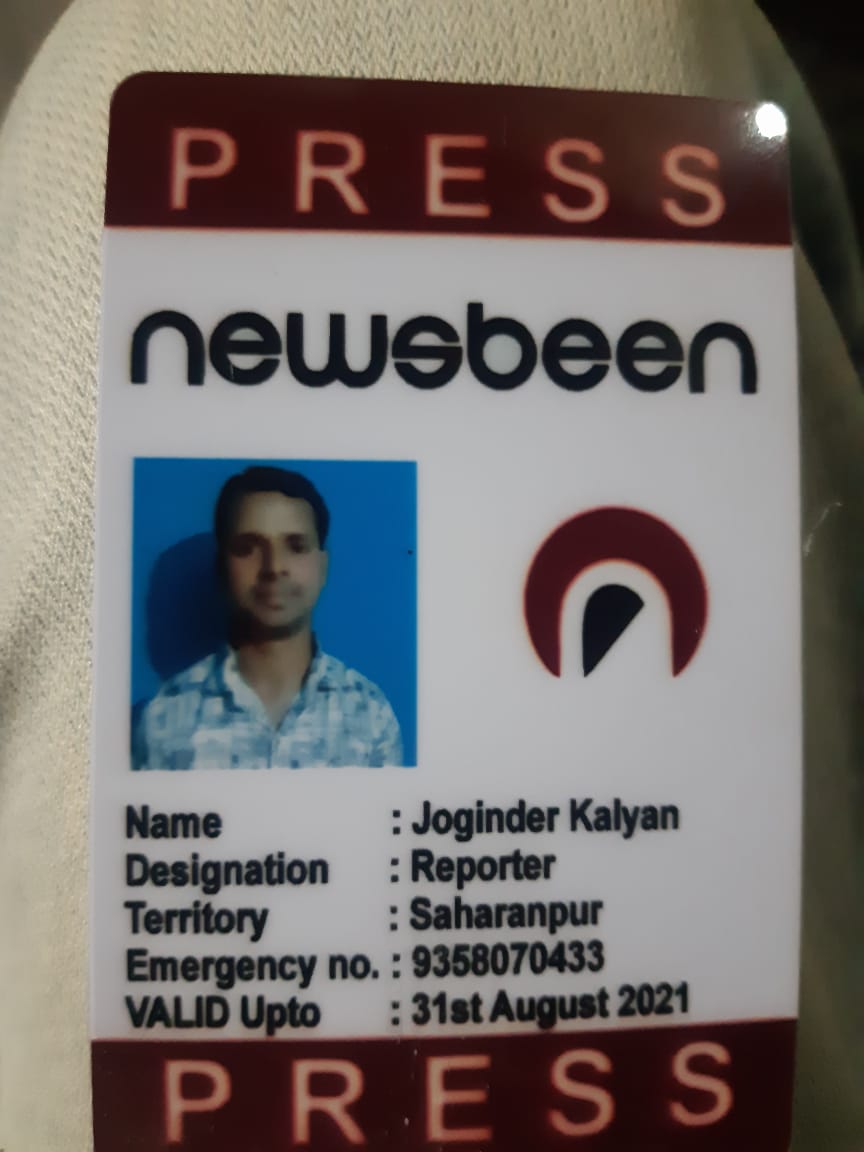 PRESS
newsbeen
Name : Joginder Kalyan
Designation : Reporter
Territory : Saharanpur
Emergency no. : 9358070433
VALID Upto : 31st August 2021
PRESS